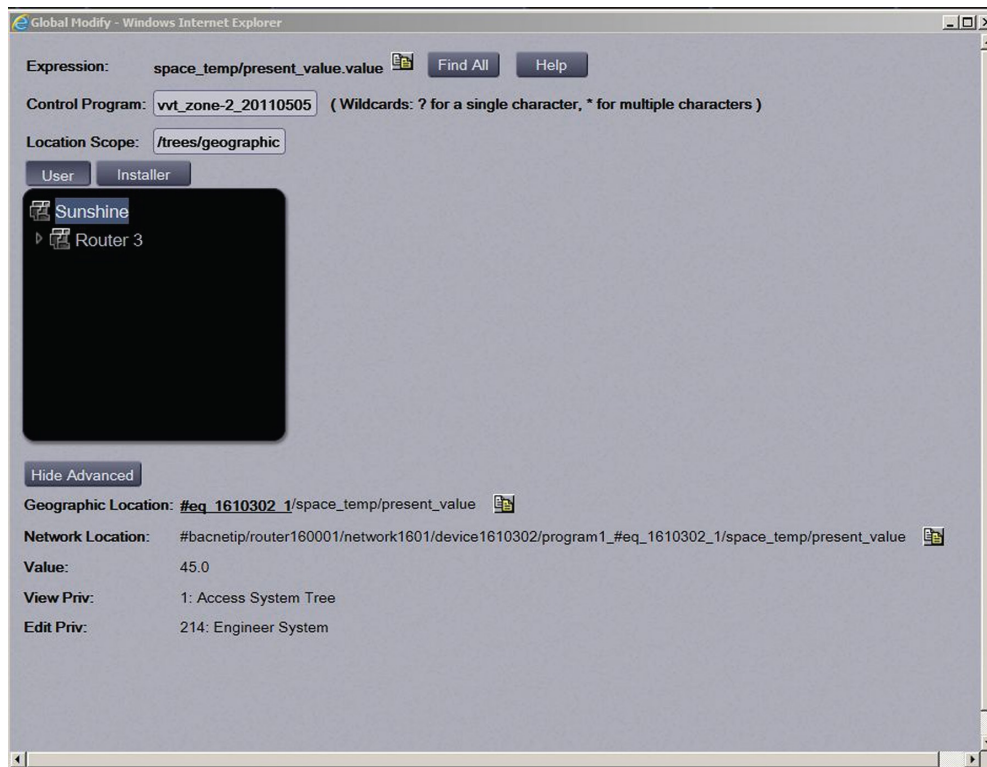 Global Modify - Windows Internet Explorer
Expression: space_temp/present_value.value Find All Help
Control Program: vvt_zone-2_20110505 ( Wildcards: ? for a single character, * for multiple characters )
Location Scope: /trees/geographic
User Installer
Sunshine
Router 3
Hide Advanced
Geographic Location: #eq_1610302_1/space_temp/present_value
Network Location: #bacnetip/router160001/network1601/device1610302/program1_#eq_1610302_1/space_temp/present_value
Value: 45.0
View Priv: 1: Access System Tree
Edit Priv: 214: Engineer System